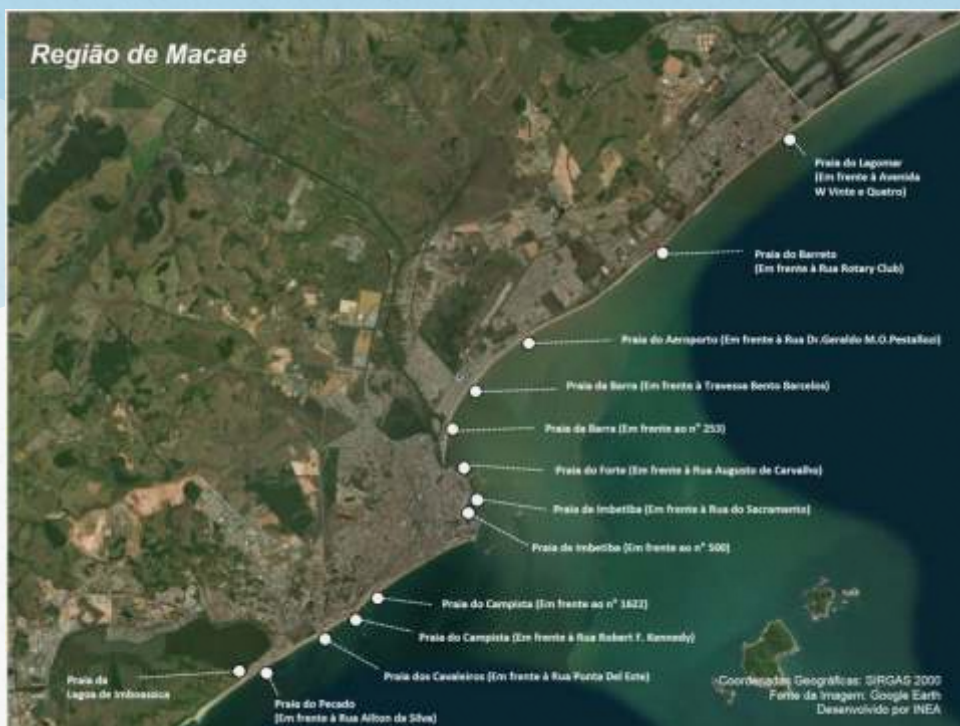 Região de Macaé
Praia do Lagomar
(Em frente à Avenida
W Vinte e Quatro)
Praia do Barreto
(Em frente à Rua Rotary Club)
Praia do Aeroporto (Em frente à Rua Dr.Geraldo M.O.Pestallozi)
Praia da Barra (Em frente à Travessa Bento Barcelos)
Praia da Barra (Em frente ao n° 253)
Praia do Forte (Em frente à Rua Augusto de Carvalho)
Praia de Imbetiba (Em frente à Rua do Sacramento)
Praia de Imbetiba (Em frente ao n° 500)
Praia do Campista (Em frente ao n° 1622)
Praia do Campista (Em frente à Rua Robert F. Kennedy)
Praia dos Cavaleiros (Em frente à Rua Ponta Del Este)
Praia da
Lagoa de Imboassica
Praia do Pecado
(Em frente à Rua Ailton da Silva)
Coordenadas Geográficas: SIRGAS 2000
Fonte da Imagem: Google Earth
Desenvolvido por INEA